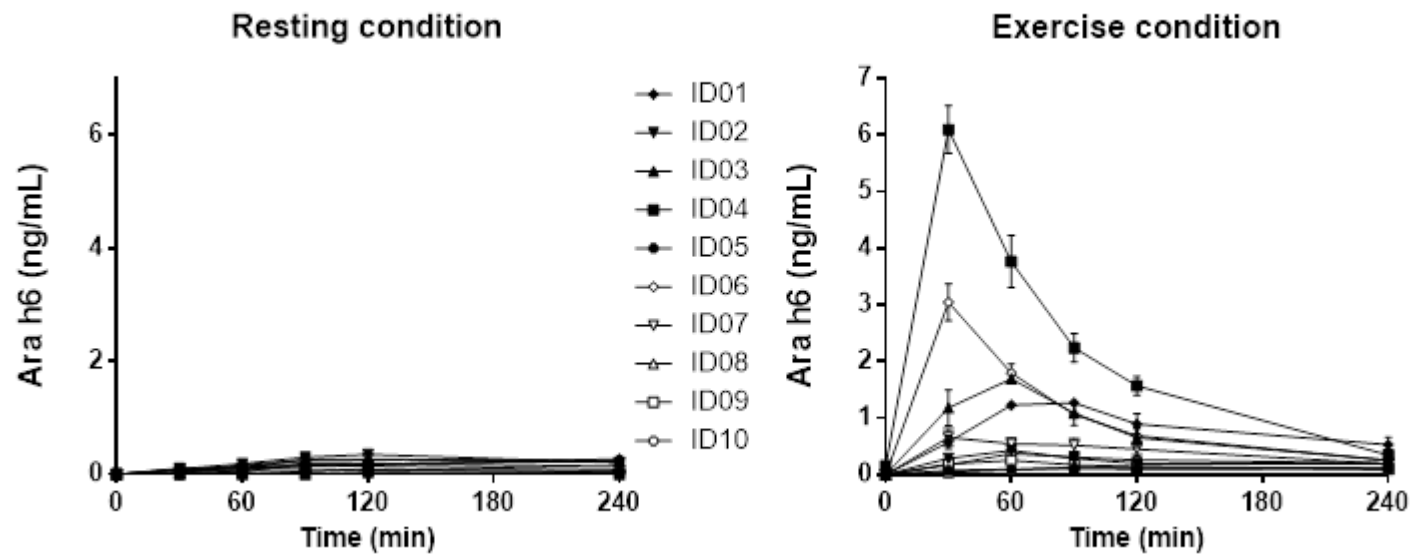 Resting condition
Ara h6 (ng/mL)
6
4
2
0
0 60 120 180 240
Time (min)
ID01
ID02
ID03
ID04
ID05
ID06
ID07
ID08
ID09
ID10
Exercise condition
Ara h6 (ng/mL)
7
6
5
4
3
2
1
0
0 60 120 180 240
Time (min)